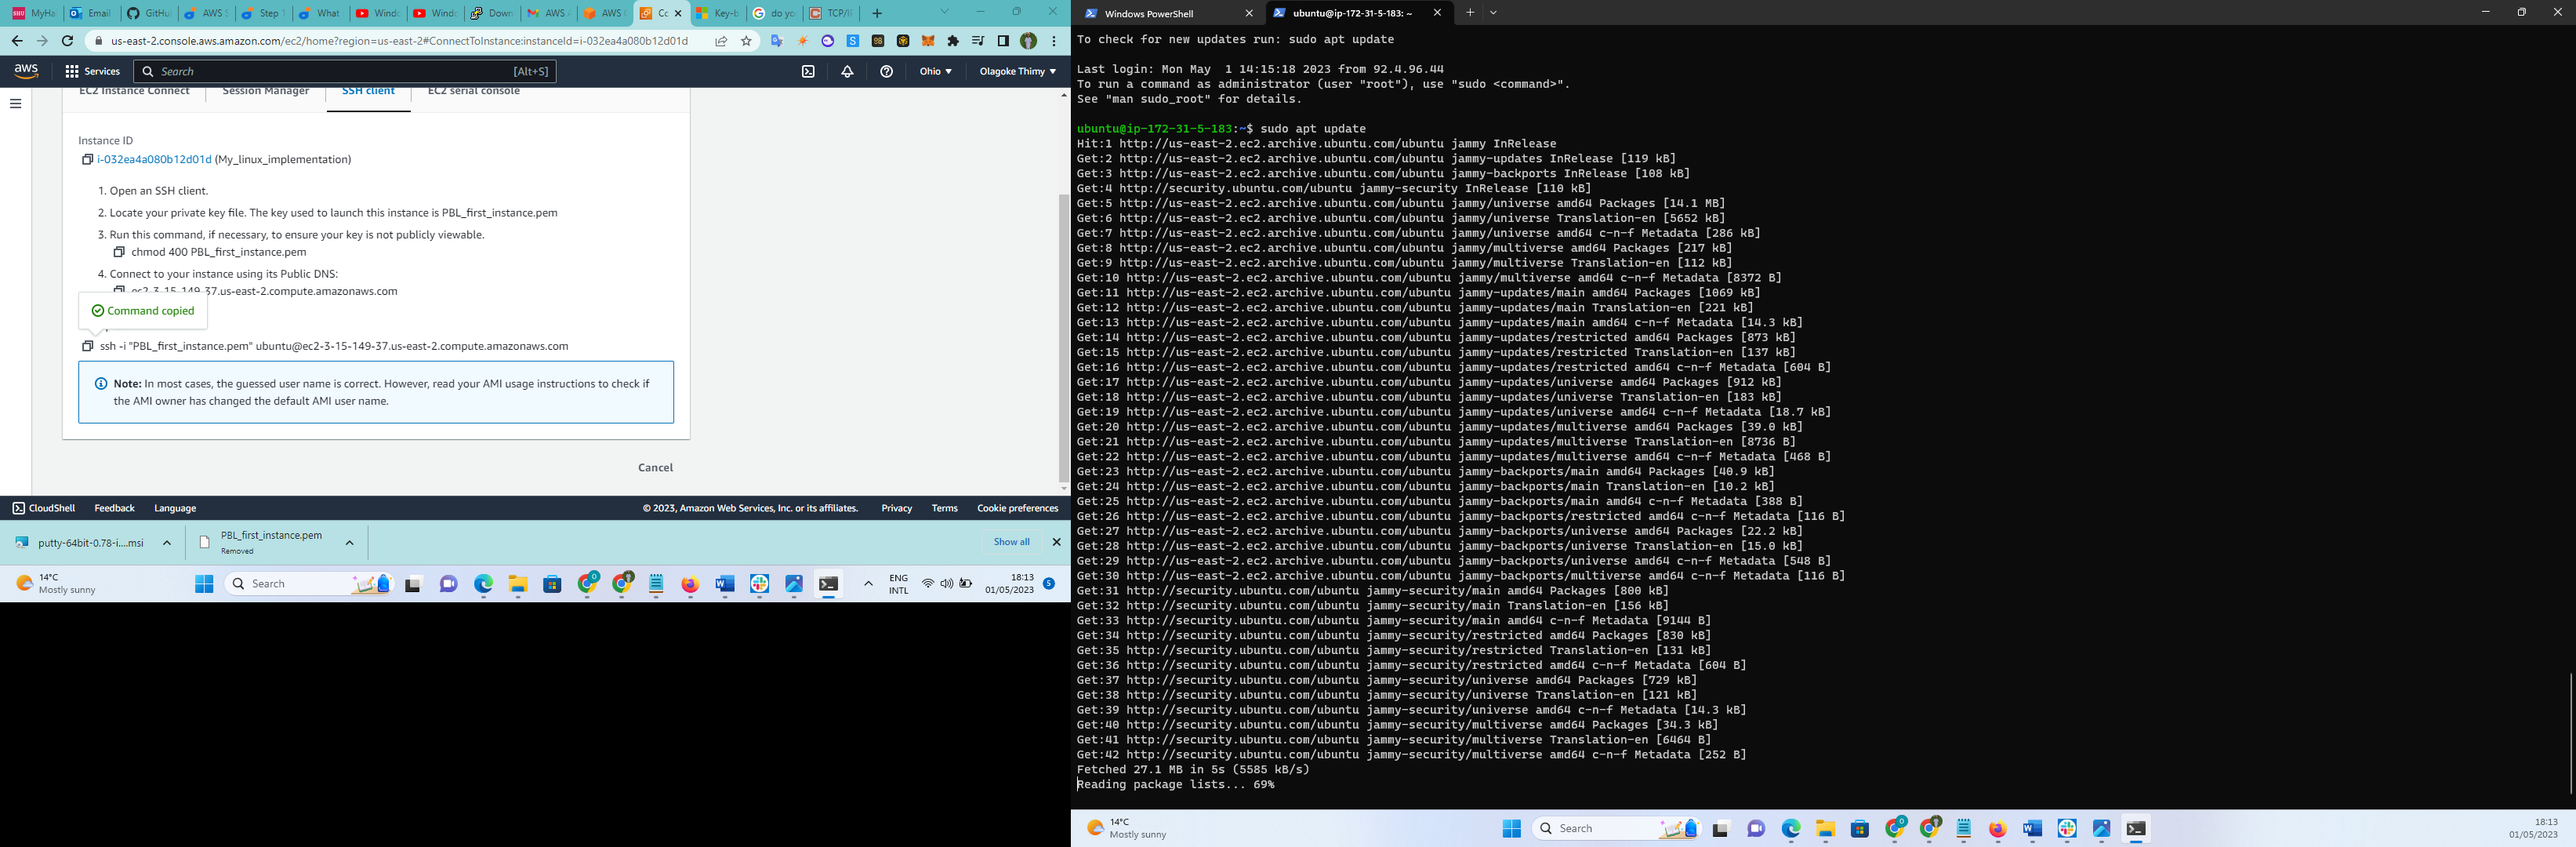 MyHa
Email
GitHu
AWS S
Step 1
What
Windo
Windo
Down
AWS A
AWS C
Co
Key-b
do yo
TCP/I
us-east-2.console.aws.amazon.com/ec2/home?region=us-east-2#ConnectToInstance:instanceId=i-032ea4a080b12d01d
aws Services Search [Alt+S] Ohio Olagoke Thimy
EC2 Instance Connect Session Manager SSH client EC2 serial console
Instance ID
i-032ea4a080b12d01d (My_linux_implementation)
1. Open an SSH client.
2. Locate your private key file. The key used to launch this instance is PBL_first_instance.pem
3. Run this command, if necessary, to ensure your key is not publicly viewable.
chmod 400 PBL_first_instance.pem
4. Connect to your instance using its Public DNS:
ec2-3-15-149-37.us-east-2.compute.amazonaws.com
Command copied
ssh -i "PBL_first_instance.pem" ubuntu@ec2-3-15-149-37.us-east-2.compute.amazonaws.com
Note: In most cases, the guessed user name is correct. However, read your AMI usage instructions to check if
the AMI owner has changed the default AMI user name.
Cancel
CloudShell Feedback Language © 2023, Amazon Web Services, Inc. or its affiliates. Privacy Terms Cookie preferences
putty-64bit-0.78-i....msi
PBL_first_instance.pem
Removed
Show all
14°C
Mostly sunny
Search
ENG
INTL
18:13
01/05/2023
5
Windows PowerShell
ubuntu@ip-172-31-5-183: ~
To check for new updates run: sudo apt update
Last login: Mon May  1 14:15:18 2023 from 92.4.96.44
To run a command as administrator (user "root"), use "sudo <command>".
See "man sudo_root" for details.
ubuntu@ip-172-31-5-183:~$ sudo apt update
Hit:1 http://us-east-2.ec2.archive.ubuntu.com/ubuntu jammy InRelease
Get:2 http://us-east-2.ec2.archive.ubuntu.com/ubuntu jammy-updates InRelease [119 kB]
Get:3 http://us-east-2.ec2.archive.ubuntu.com/ubuntu jammy-backports InRelease [108 kB]
Get:4 http://security.ubuntu.com/ubuntu jammy-security InRelease [110 kB]
Get:5 http://us-east-2.ec2.archive.ubuntu.com/ubuntu jammy/universe amd64 Packages [14.1 MB]
Get:6 http://us-east-2.ec2.archive.ubuntu.com/ubuntu jammy/universe Translation-en [5652 kB]
Get:7 http://us-east-2.ec2.archive.ubuntu.com/ubuntu jammy/universe amd64 c-n-f Metadata [286 kB]
Get:8 http://us-east-2.ec2.archive.ubuntu.com/ubuntu jammy/multiverse amd64 Packages [217 kB]
Get:9 http://us-east-2.ec2.archive.ubuntu.com/ubuntu jammy/multiverse Translation-en [112 kB]
Get:10 http://us-east-2.ec2.archive.ubuntu.com/ubuntu jammy/multiverse amd64 c-n-f Metadata [8372 B]
Get:11 http://us-east-2.ec2.archive.ubuntu.com/ubuntu jammy-updates/main amd64 Packages [1069 kB]
Get:12 http://us-east-2.ec2.archive.ubuntu.com/ubuntu jammy-updates/main Translation-en [221 kB]
Get:13 http://us-east-2.ec2.archive.ubuntu.com/ubuntu jammy-updates/main amd64 c-n-f Metadata [14.3 kB]
Get:14 http://us-east-2.ec2.archive.ubuntu.com/ubuntu jammy-updates/restricted amd64 Packages [873 kB]
Get:15 http://us-east-2.ec2.archive.ubuntu.com/ubuntu jammy-updates/restricted Translation-en [137 kB]
Get:16 http://us-east-2.ec2.archive.ubuntu.com/ubuntu jammy-updates/restricted amd64 c-n-f Metadata [604 B]
Get:17 http://us-east-2.ec2.archive.ubuntu.com/ubuntu jammy-updates/universe amd64 Packages [912 kB]
Get:18 http://us-east-2.ec2.archive.ubuntu.com/ubuntu jammy-updates/universe Translation-en [183 kB]
Get:19 http://us-east-2.ec2.archive.ubuntu.com/ubuntu jammy-updates/universe amd64 c-n-f Metadata [18.7 kB]
Get:20 http://us-east-2.ec2.archive.ubuntu.com/ubuntu jammy-updates/multiverse amd64 Packages [39.0 kB]
Get:21 http://us-east-2.ec2.archive.ubuntu.com/ubuntu jammy-updates/multiverse Translation-en [8736 B]
Get:22 http://us-east-2.ec2.archive.ubuntu.com/ubuntu jammy-updates/multiverse amd64 c-n-f Metadata [468 B]
Get:23 http://us-east-2.ec2.archive.ubuntu.com/ubuntu jammy-backports/main amd64 Packages [40.9 kB]
Get:24 http://us-east-2.ec2.archive.ubuntu.com/ubuntu jammy-backports/main Translation-en [10.2 kB]
Get:25 http://us-east-2.ec2.archive.ubuntu.com/ubuntu jammy-backports/main amd64 c-n-f Metadata [388 B]
Get:26 http://us-east-2.ec2.archive.ubuntu.com/ubuntu jammy-backports/restricted amd64 c-n-f Metadata [116 B]
Get:27 http://us-east-2.ec2.archive.ubuntu.com/ubuntu jammy-backports/universe amd64 Packages [22.2 kB]
Get:28 http://us-east-2.ec2.archive.ubuntu.com/ubuntu jammy-backports/universe Translation-en [15.0 kB]
Get:29 http://us-east-2.ec2.archive.ubuntu.com/ubuntu jammy-backports/universe amd64 c-n-f Metadata [548 B]
Get:30 http://us-east-2.ec2.archive.ubuntu.com/ubuntu jammy-backports/multiverse amd64 c-n-f Metadata [116 B]
Get:31 http://security.ubuntu.com/ubuntu jammy-security/main amd64 Packages [800 kB]
Get:32 http://security.ubuntu.com/ubuntu jammy-security/main Translation-en [156 kB]
Get:33 http://security.ubuntu.com/ubuntu jammy-security/main amd64 c-n-f Metadata [9144 B]
Get:34 http://security.ubuntu.com/ubuntu jammy-security/restricted amd64 Packages [830 kB]
Get:35 http://security.ubuntu.com/ubuntu jammy-security/restricted Translation-en [131 kB]
Get:36 http://security.ubuntu.com/ubuntu jammy-security/restricted amd64 c-n-f Metadata [604 B]
Get:37 http://security.ubuntu.com/ubuntu jammy-security/universe amd64 Packages [729 kB]
Get:38 http://security.ubuntu.com/ubuntu jammy-security/universe Translation-en [121 kB]
Get:39 http://security.ubuntu.com/ubuntu jammy-security/universe amd64 c-n-f Metadata [14.3 kB]
Get:40 http://security.ubuntu.com/ubuntu jammy-security/multiverse amd64 Packages [34.3 kB]
Get:41 http://security.ubuntu.com/ubuntu jammy-security/multiverse Translation-en [6464 B]
Get:42 http://security.ubuntu.com/ubuntu jammy-security/multiverse amd64 c-n-f Metadata [252 B]
Fetched 27.1 MB in 5s (5585 kB/s)
Reading package lists... 69%
14°C
Mostly sunny
Search
18:13
01/05/2023